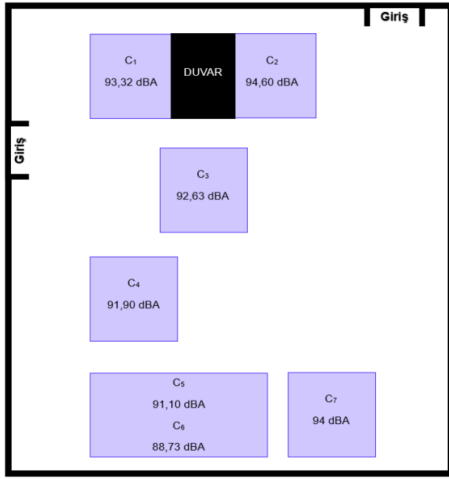 Giriş
C₁
93,32 dBA
DUVAR
C₂
94,60 dBA
Giriş
C₃
92,63 dBA
C₄
91,90 dBA
C₅
91,10 dBA
C₆
88,73 dBA
C₇
94 dBA